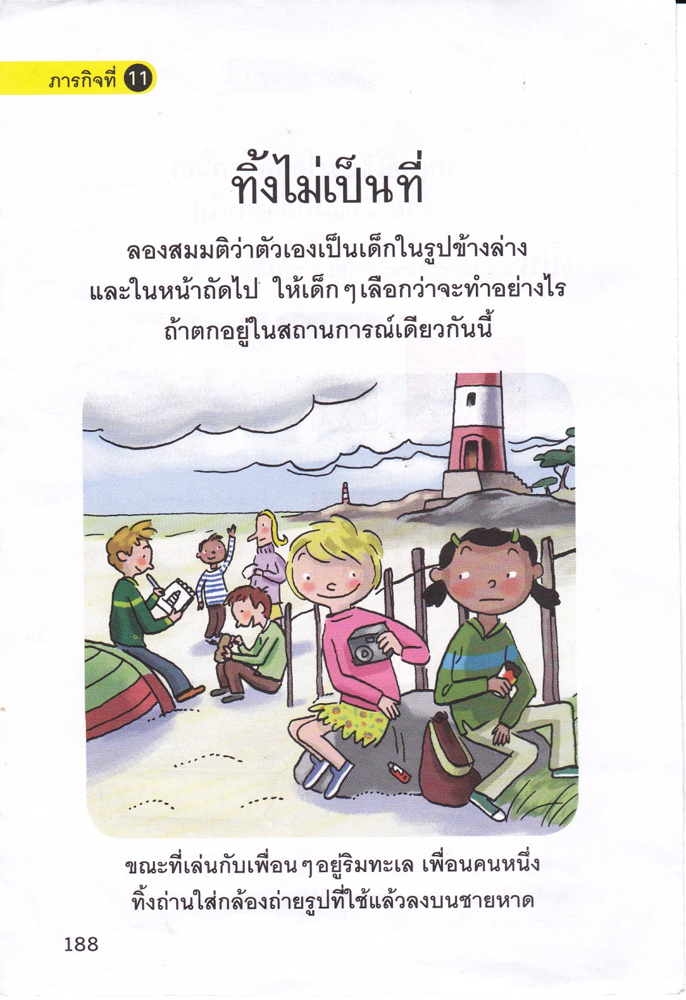 ภารกิจที่ 11
ทิ้งไม่เป็นที่
ลองสมมติว่าตัวเองเป็นเด็กในรูปข้างล่าง
และในหน้าถัดไป ให้เด็ก ๆ เลือกว่าจะทำอย่างไร
ถ้าตกอยู่ในสถานการณ์เดียวกันนี้
ขณะที่เล่นกับเพื่อน ๆ อยู่ริมทะเล เพื่อนคนหนึ่ง
ทิ้งถ่านใส่กล้องถ่ายรูปที่ใช้แล้วลงบนชายหาด
188